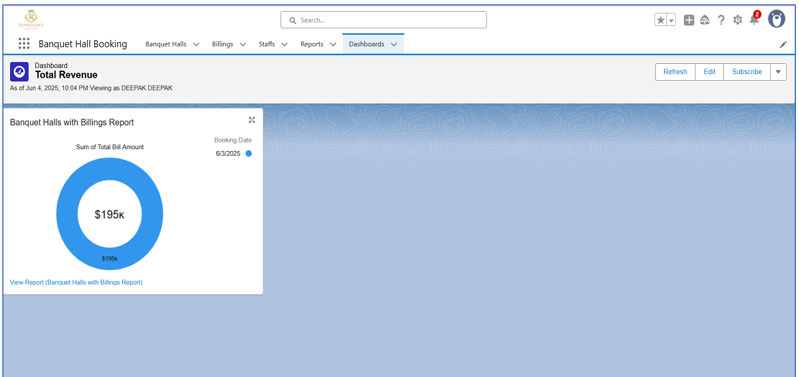 ROYAL PALACE
Search...
2
Banquet Hall Booking
Banquet Halls
Billings
Staffs
Reports
Dashboards
Dashboard
Total Revenue
As of Jun 4, 2025, 10:04 PM Viewing as DEEPAK DEEPAK
Refresh
Edit
Subscribe
Banquet Halls with Billings Report
Booking Date
Sum of Total Bill Amount
6/3/2025
$195K
$195K
View Report (Banquet Halls with Billings Report)